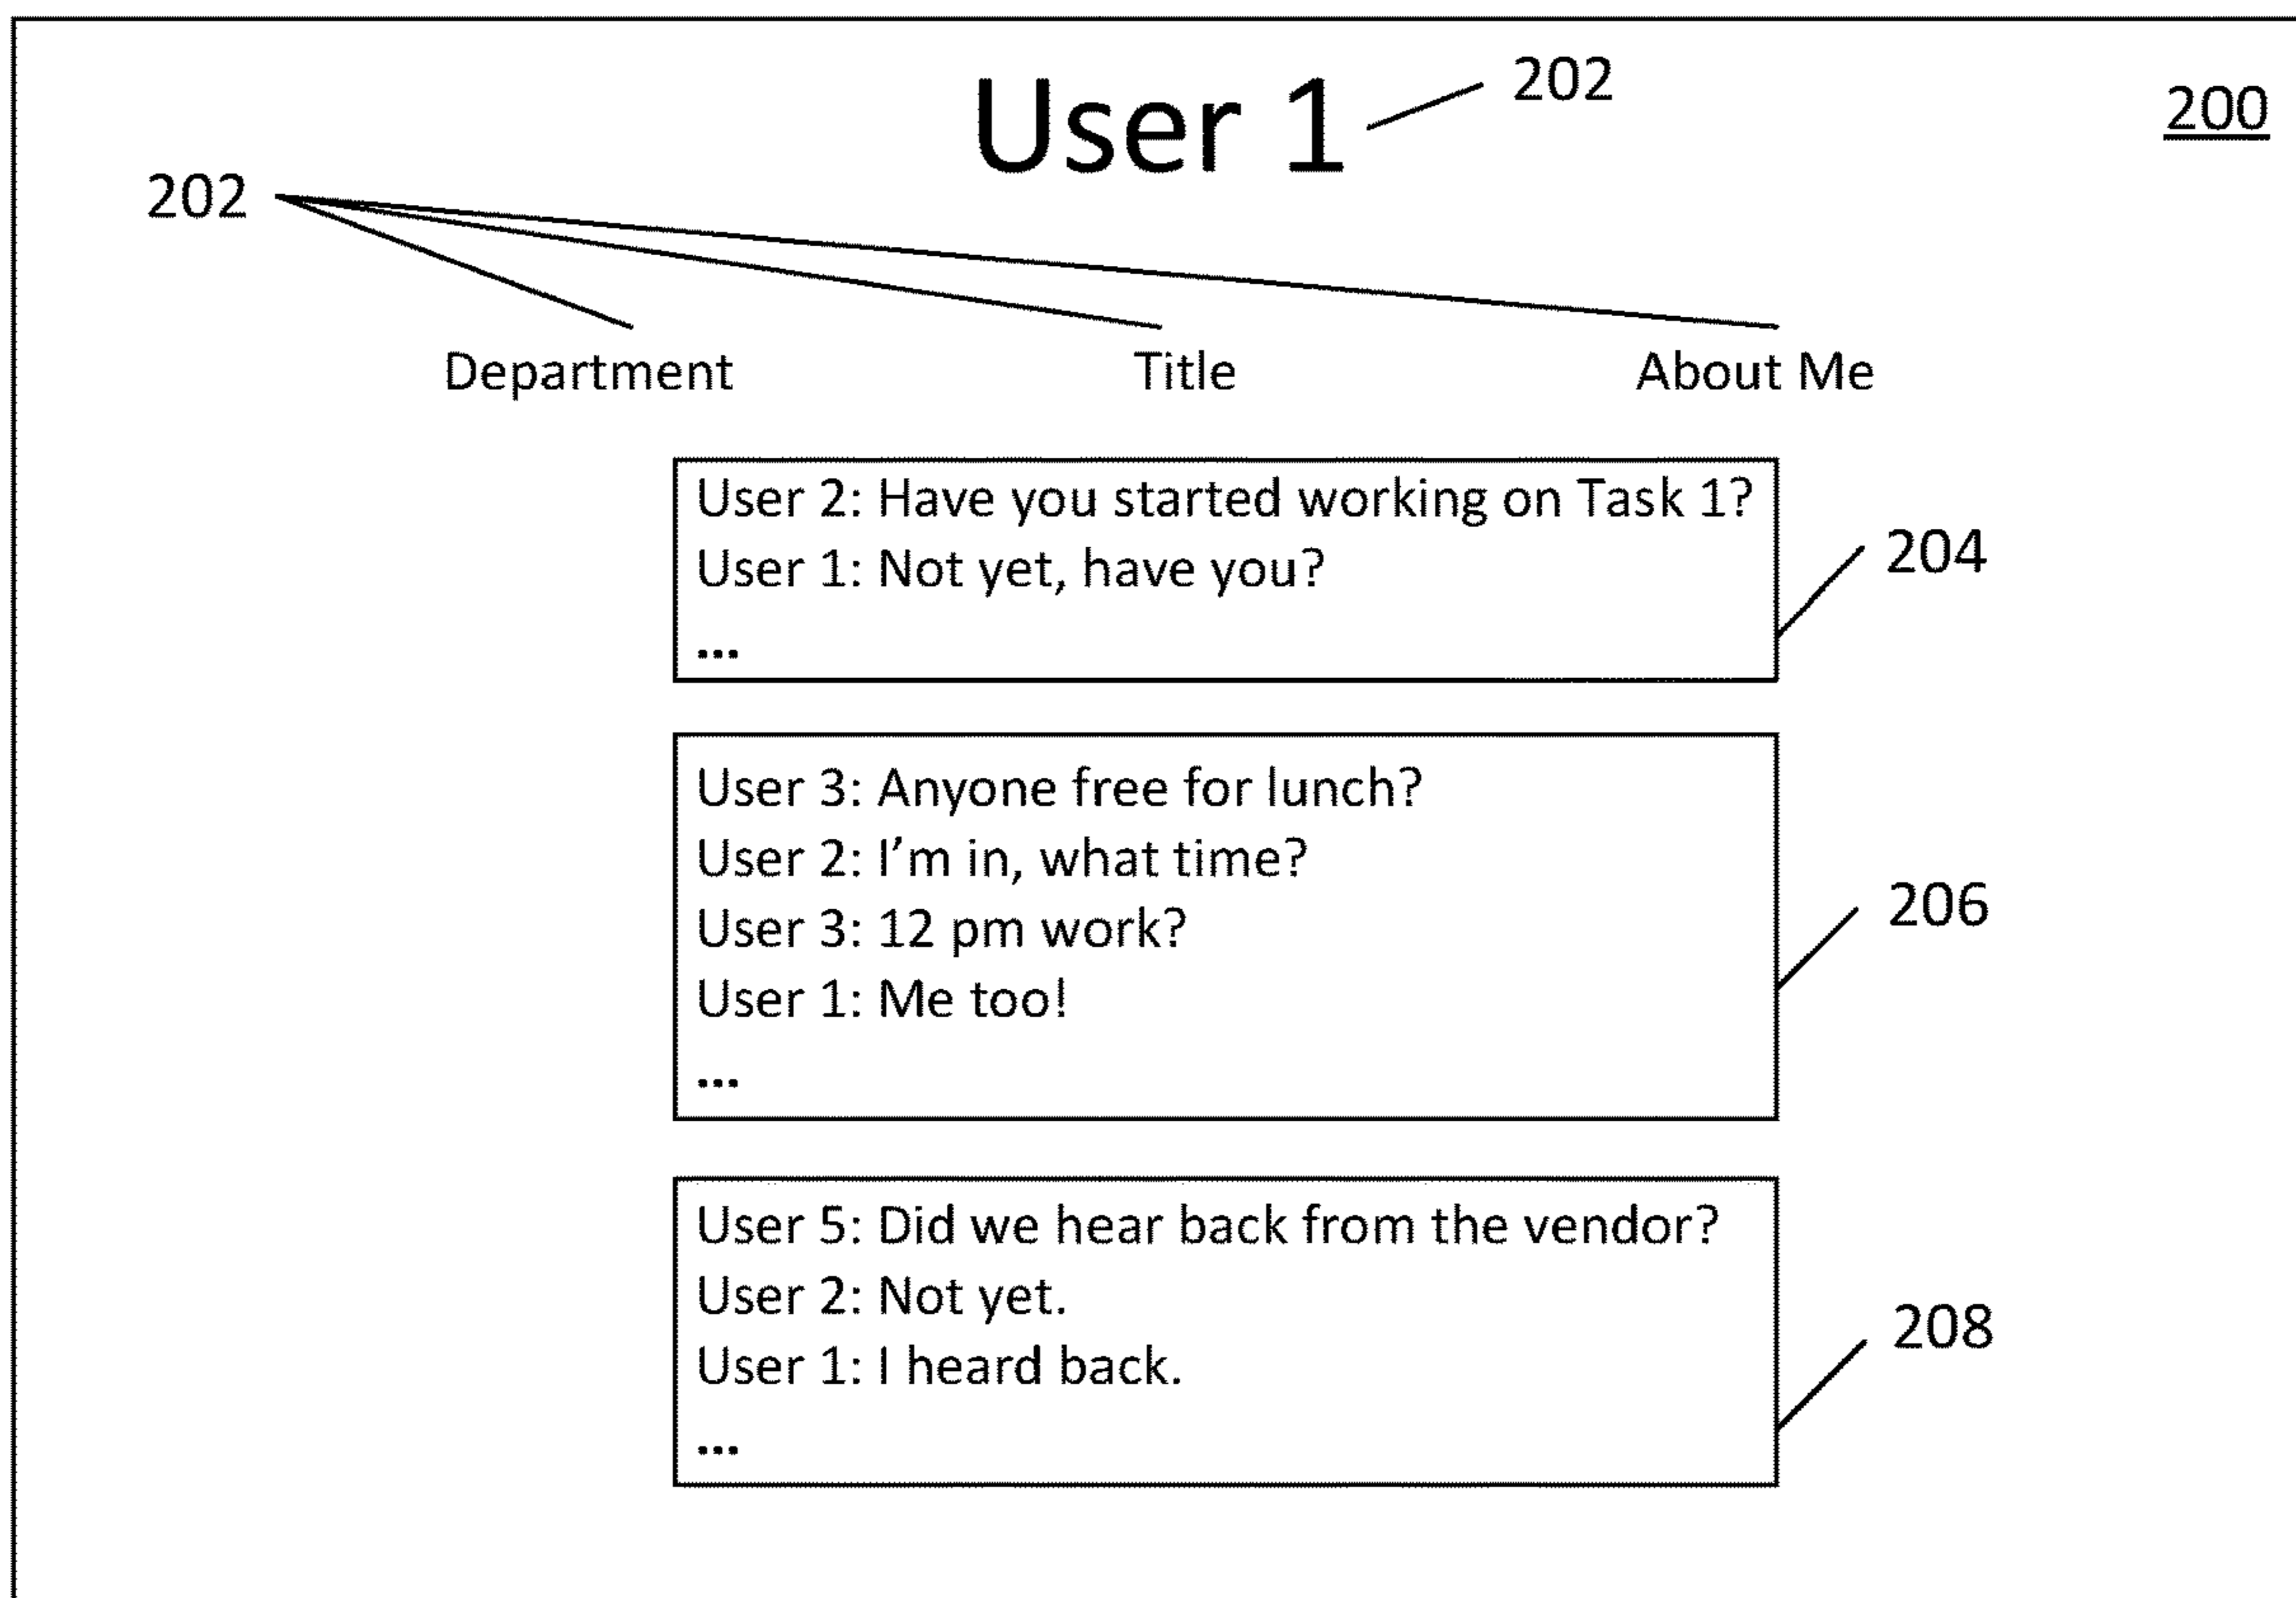 User 1
202
200
202
Department Title About Me
User 2: Have you started working on Task 1?
User 1: Not yet, have you?
...
204
User 3: Anyone free for lunch?
User 2: I’m in, what time?
User 3: 12 pm work?
User 1: Me too!
...
206
User 5: Did we hear back from the vendor?
User 2: Not yet.
User 1: I heard back.
...
208